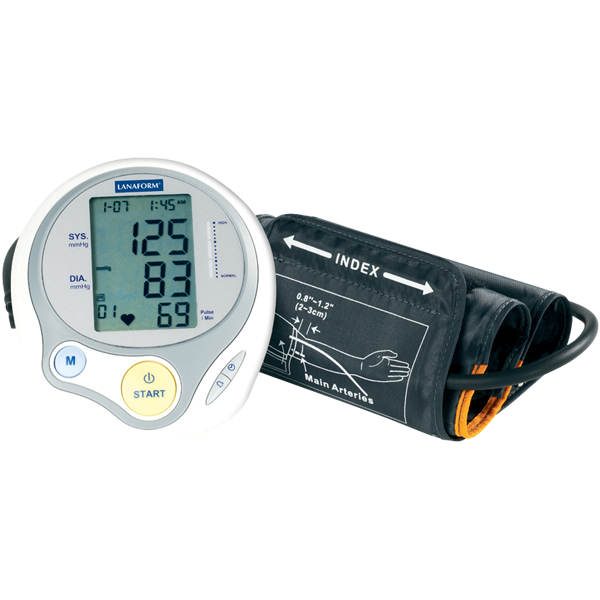 LANAFORM®
1-07 1:45 AM
SYS.
mmHg
125
HIGH
DIA.
mmHg
83
NORMAL
01 69
Pulse
/ Min
M
START
INDEX
0.8"~1.2"
(2~3cm)
Main Arteries